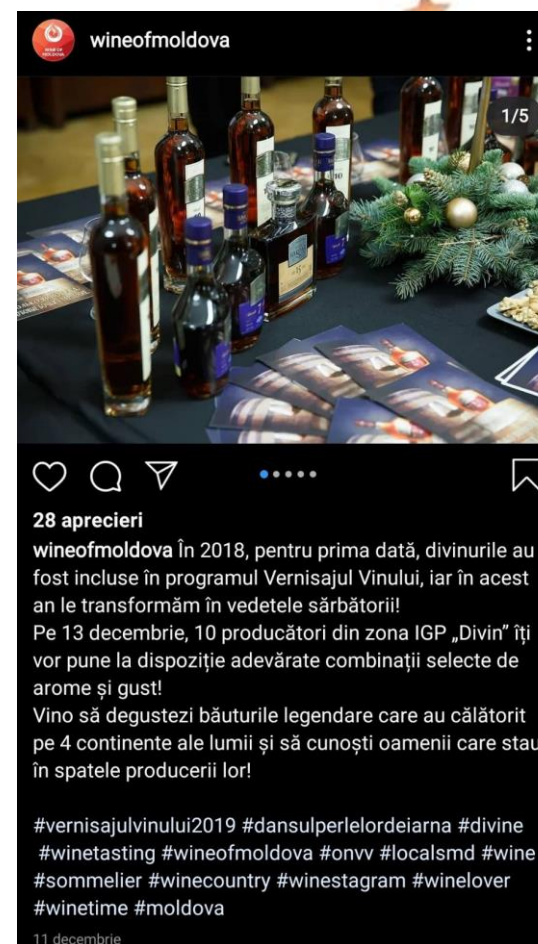 wineofmoldova
1/5
28 aprecieri
wineofmoldova În 2018, pentru prima dată, divinurile au
fost incluse în programul Vernisajul Vinului, iar în acest
an le transformăm în vedetele sărbătorii!
Pe 13 decembrie, 10 producători din zona IGP „Divin” îți
vor pune la dispoziție adevărate combinații selecte de
arome și gust!
Vino să degustezi băuturile legendare care au călătorit
pe 4 continente ale lumii și să cunoști oamenii care stau
în spatele producerii lor!
#vernisajulvinului2019 #dansulperlelordeiarna #divine
#winetasting #wineofmoldova #onvv #localsmd #wine
#sommelier #winecountry #winestagram #winelover
#winetime #moldova
11 decembrie